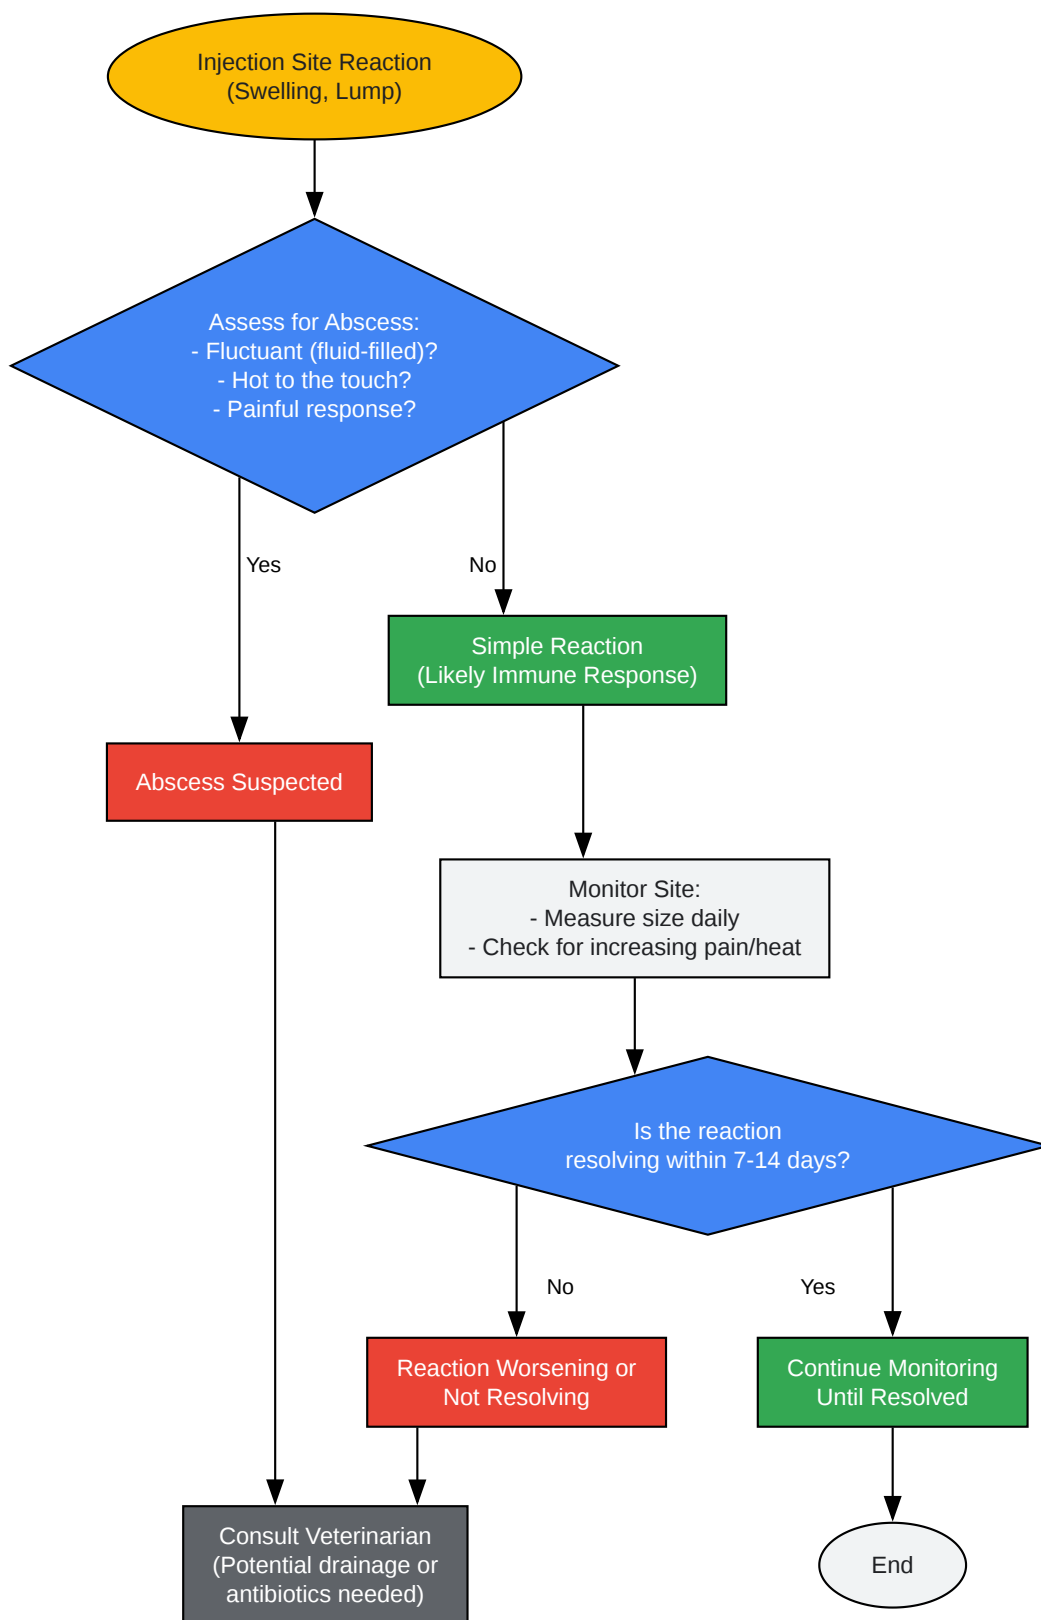 Injection Site Reaction
(Swelling, Lump)
Assess for Abscess:
- Fluctuant (fluid-filled)?
- Hot to the touch?
- Painful response?
Yes
No
Simple Reaction
(Likely Immune Response)
Abscess Suspected
Monitor Site:
- Measure size daily
- Check for increasing pain/heat
Is the reaction
resolving within 7-14 days?
No
Yes
Reaction Worsening or
Not Resolving
Continue Monitoring
Until Resolved
Consult Veterinarian
(Potential drainage or
antibiotics needed)
End